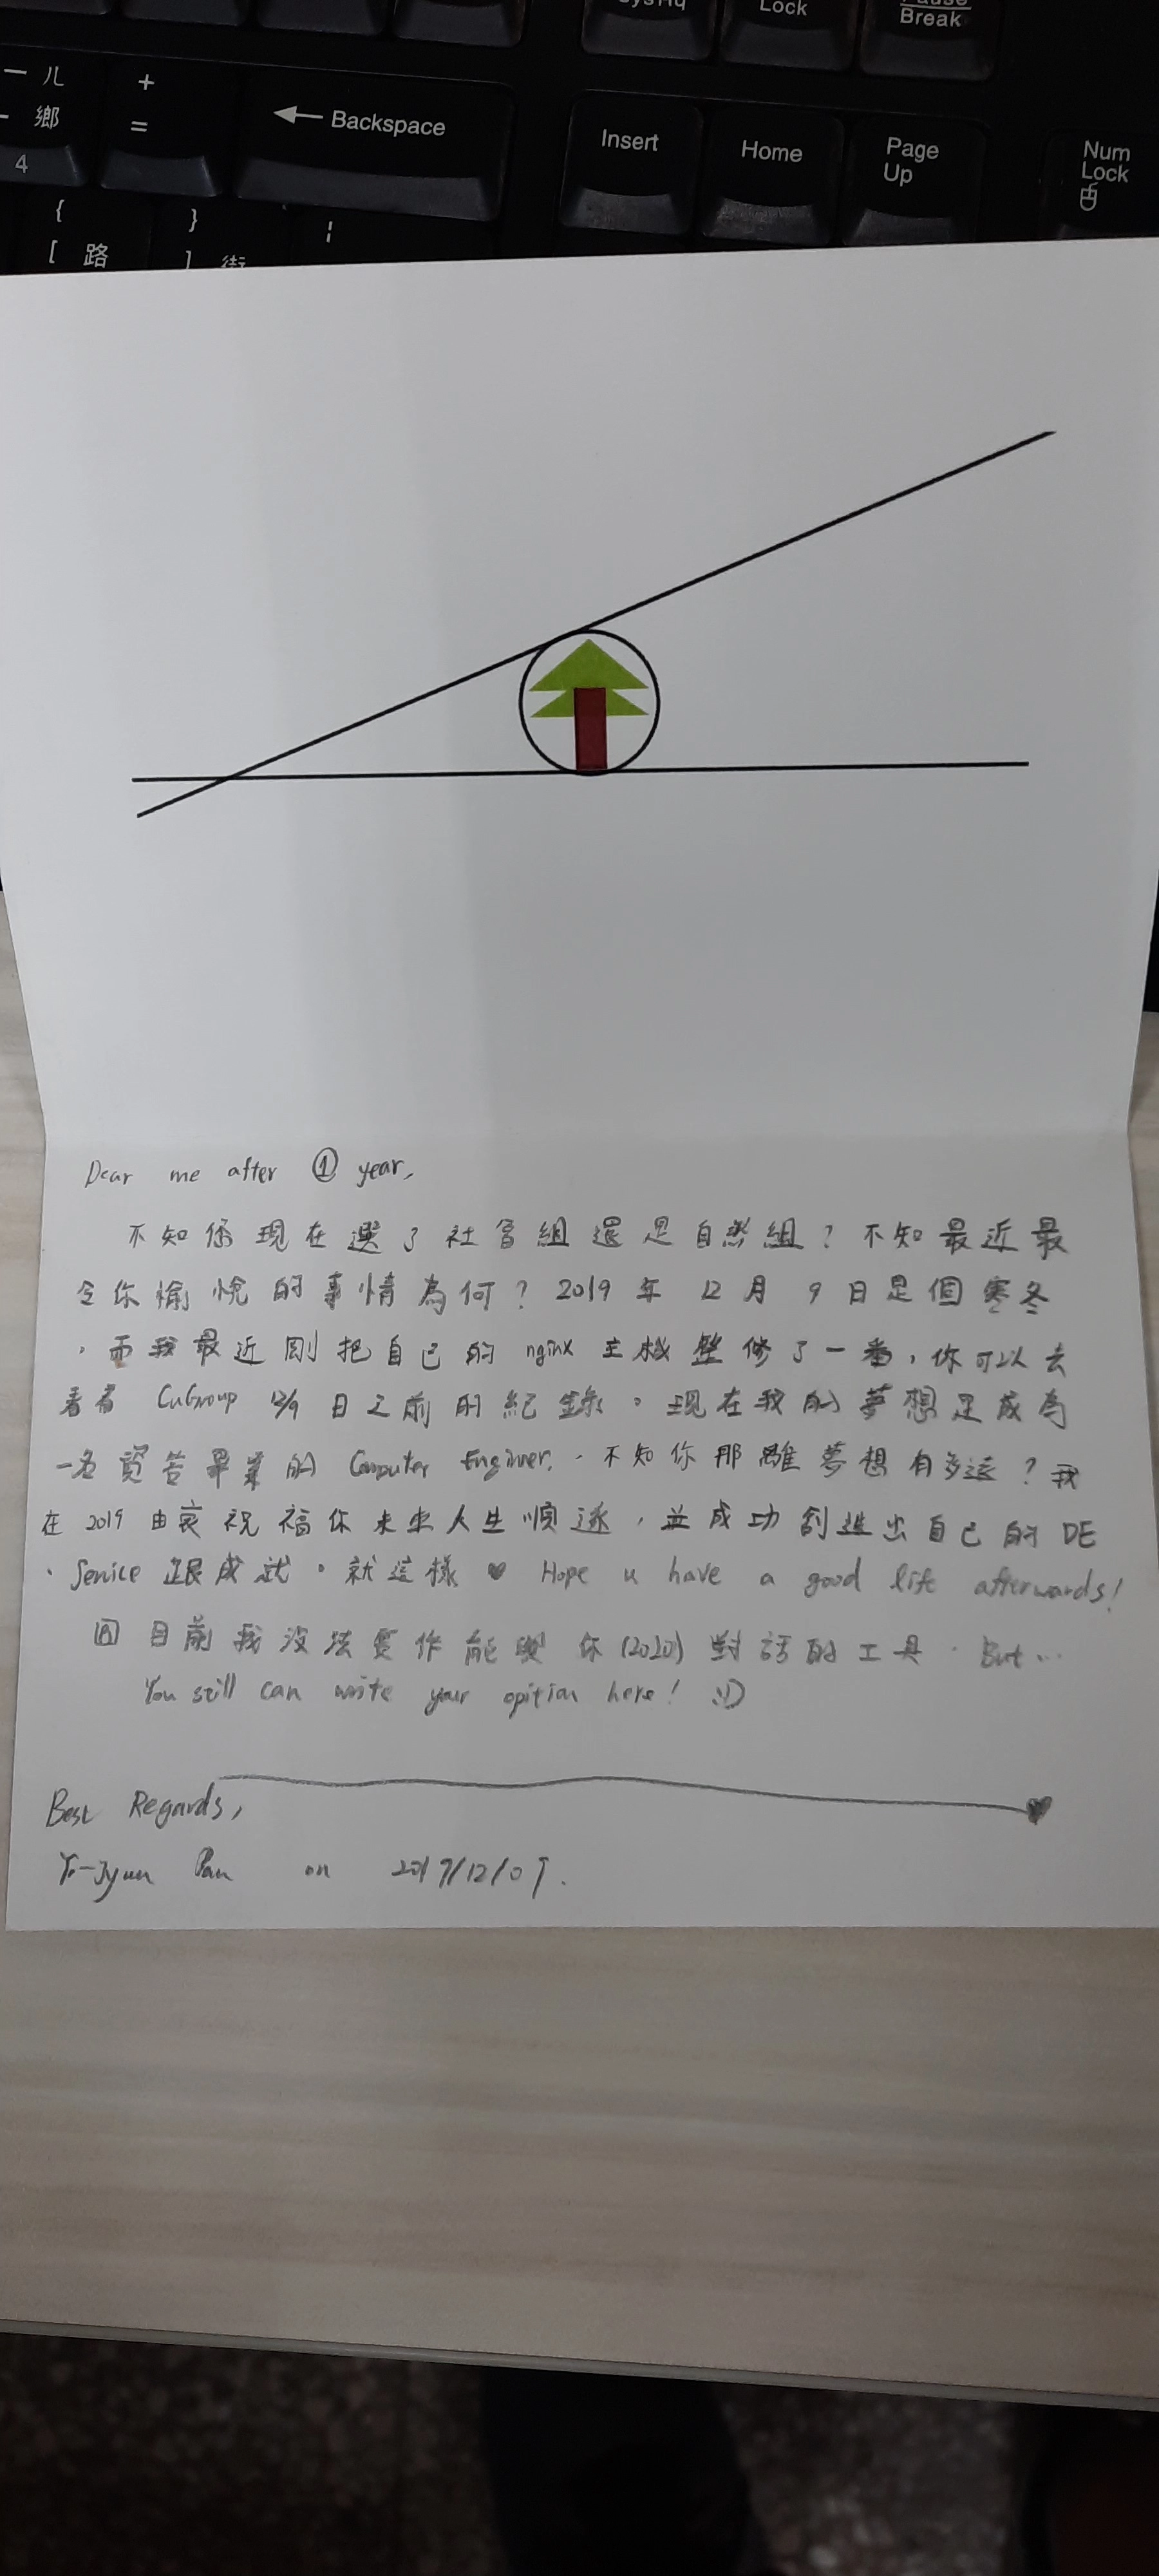 SysRq
Lock
Pause
Break
一 ㄦ
- 鄉
4
+
=
← Backspace
Insert
Home
Page
Up
Num
Lock
{
[ 路
}
] 街
¦
Dear me after ① year,
不知你現在選了社會組還是自然組?不知最近最
令你愉悅的事情為何?2019 年 12 月 9 日是個寒冬
,而我最近剛把自己的 nginx 主機整修了一番,你可以去
看看 CuGroup 12/9 日之前的紀錄。現在我的夢想是成為
一名資管畢業的 Computer Engineer,不知你那離夢想有多遠?我
在 2019 由衷祝福你未來人生順遂,並成功創造出自己的 DE
、Service 跟成就。就這樣 ♥ Hope u have a good life afterwards!
目前我沒法實作能與你(2020)對話的工具,But…
You still can write your opition here! :D
Best Regards,
Yi-Jyun Pan on 2019/12/09.